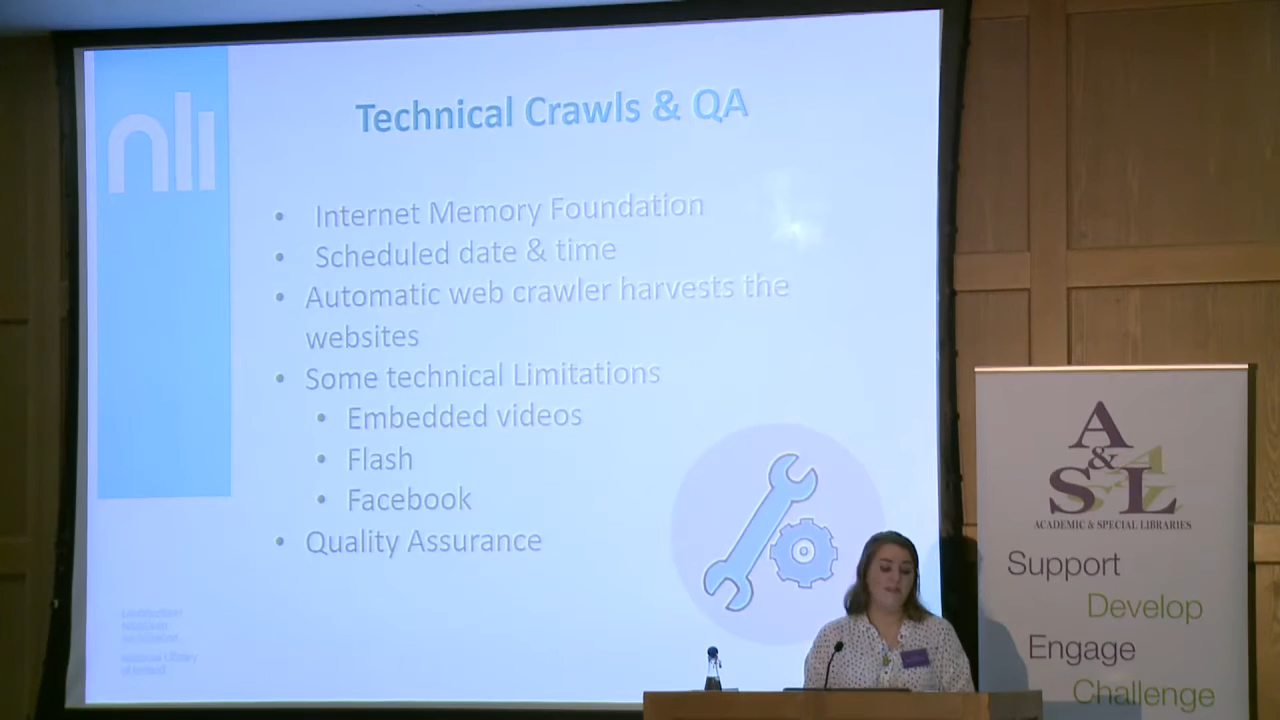 nli
Technical Crawls & QA
• Internet Memory Foundation
• Scheduled date & time
• Automatic web crawler harvests the
websites
• Some technical Limitations
• Embedded videos
• Flash
• Facebook
• Quality Assurance
National Library
of Ireland
A
&
SL
ACADEMIC & SPECIAL LIBRARIES
Support
Develop
Engage
Challenge